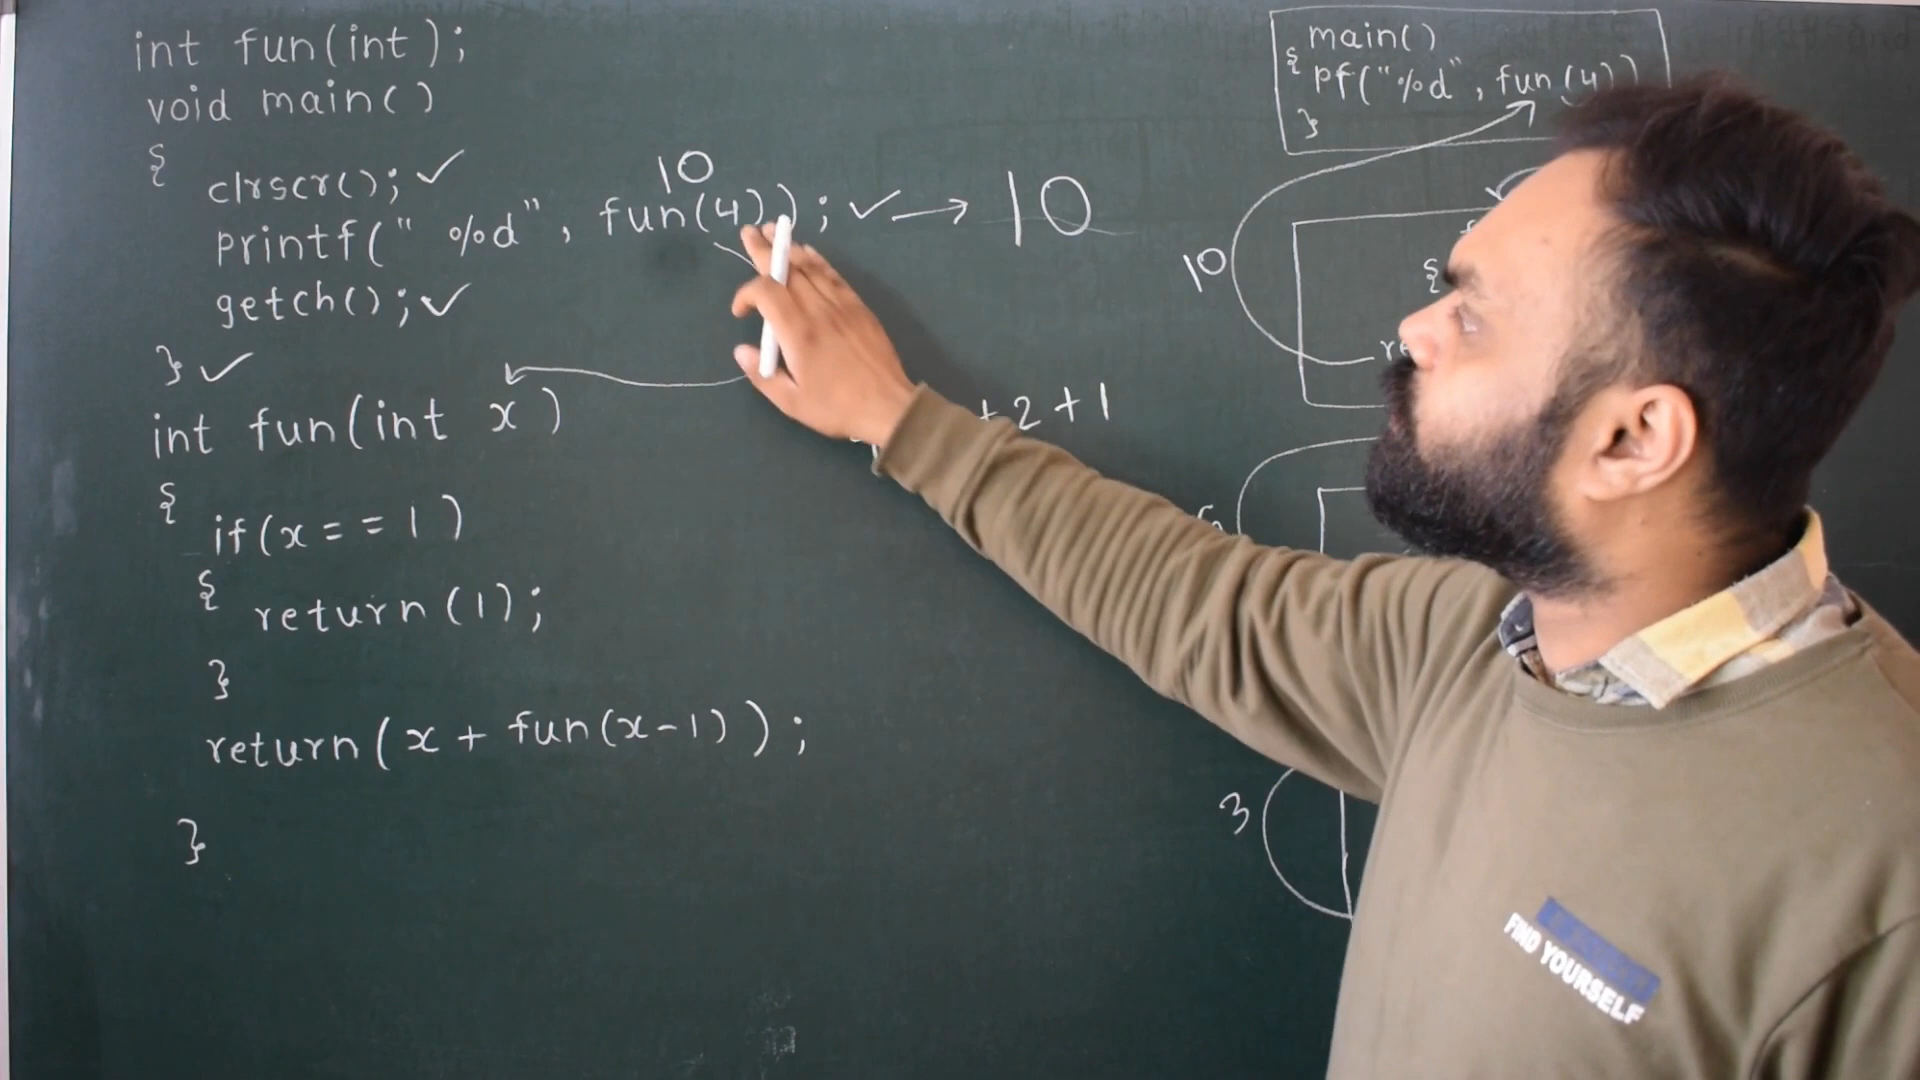 int fun(int);
void main()
{
clrscr(); ✓
10
printf(" %d", fun(4)); ✓ → 10
getch(); ✓
} ✓
int fun(int x)
{
if(x==1)
{ return(1);
}
return(x + fun(x-1));
}
+ 2 + 1
main()
{ pf("%d", fun(4))
}
10
{
3
FIND YOURSELF